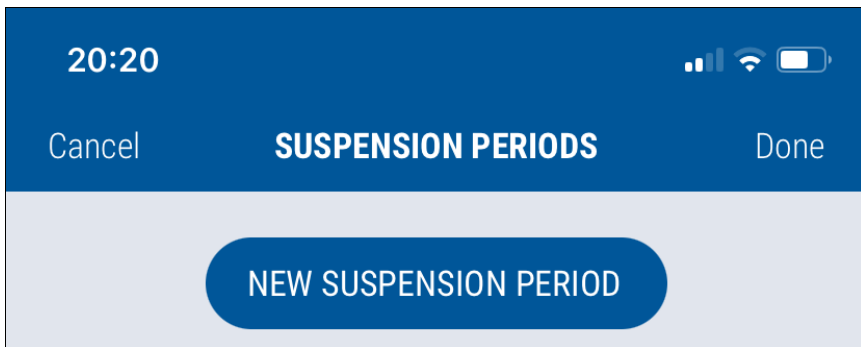 20:20
Cancel SUSPENSION PERIODS Done
NEW SUSPENSION PERIOD